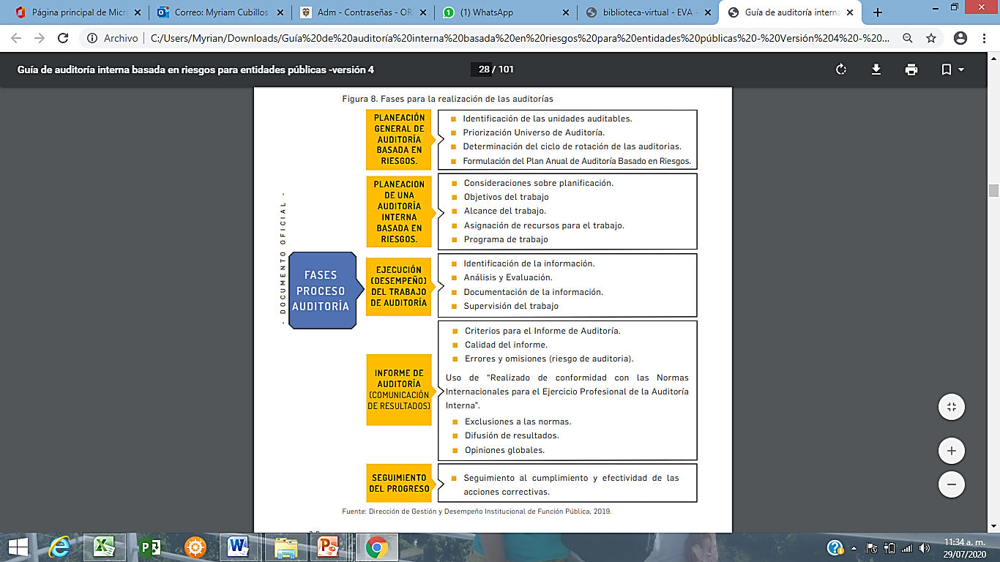 Página principal de Micr
Correo: Myriam Cubillos
Adm - Contraseñas - OR
(1) WhatsApp
biblioteca-virtual - EVA -
Guía de auditoría interna
Archivo
C:/Users/Myrian/Downloads/Guía%20de%20auditoría%20interna%20basada%20en%20riesgos%20para%20entidades%20públicas%20-%20Versión%204%20-%20...
Guía de auditoría interna basada en riesgos para entidades públicas -versión 4
28 / 101
Figura 8. Fases para la realización de las auditorías
- DOCUMENTO OFICIAL -
FASES
PROCESO
AUDITORÍA
PLANEACIÓN
GENERAL DE
AUDITORÍA
BASADA EN
RIESGOS.
Identificación de las unidades auditables.
Priorización Universo de Auditoría.
Determinación del ciclo de rotación de las auditorias.
Formulación del Plan Anual de Auditoría Basado en Riesgos.
PLANEACION
DE UNA
AUDITORÍA
INTERNA
BASADA EN
RIESGOS.
Consideraciones sobre planificación.
Objetivos del trabajo
Alcance del trabajo.
Asignación de recursos para el trabajo.
Programa de trabajo
EJECUCIÓN
(DESEMPEÑO)
DEL TRABAJO
DE AUDITORÍA
Identificación de la información.
Análisis y Evaluación.
Documentación de la información.
Supervisión del trabajo
INFORME DE
AUDITORÍA
(COMUNICACIÓN
DE RESULTADOS)
Criterios para el Informe de Auditoría.
Calidad del informe.
Errores y omisiones (riesgo de auditoria).
Uso de “Realizado de conformidad con las Normas
Internacionales para el Ejercicio Profesional de la Auditoría
Interna”.
Exclusiones a las normas.
Difusión de resultados.
Opiniones globales.
SEGUIMIENTO
DEL PROGRESO
Seguimiento al cumplimiento y efectividad de las
acciones correctivas.
Fuente: Dirección de Gestión y Desempeño Institucional de Función Pública, 2019.
11:34 a. m.
29/07/2020